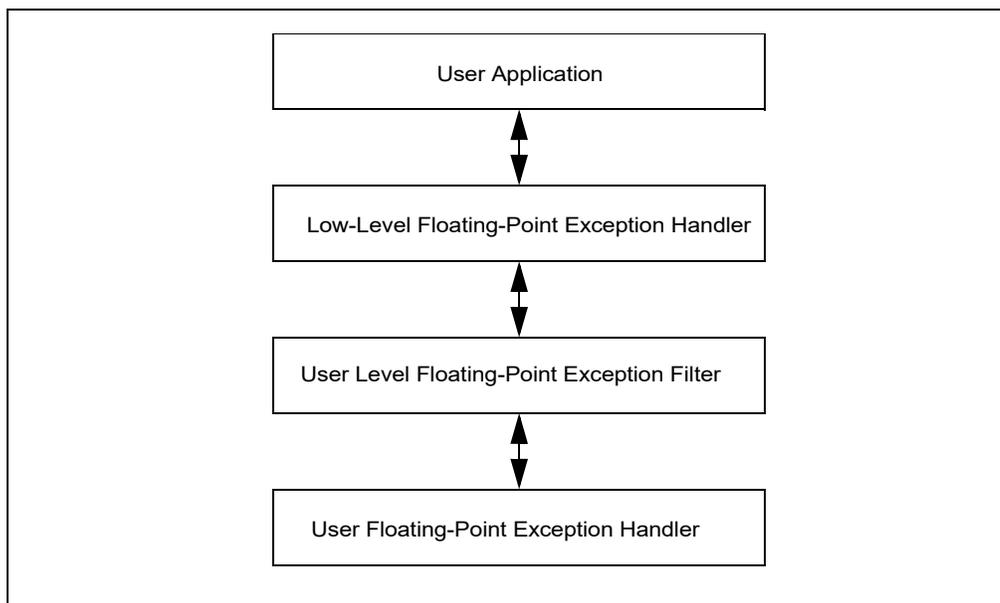 User Application
Low-Level Floating-Point Exception Handler
User Level Floating-Point Exception Filter
User Floating-Point Exception Handler